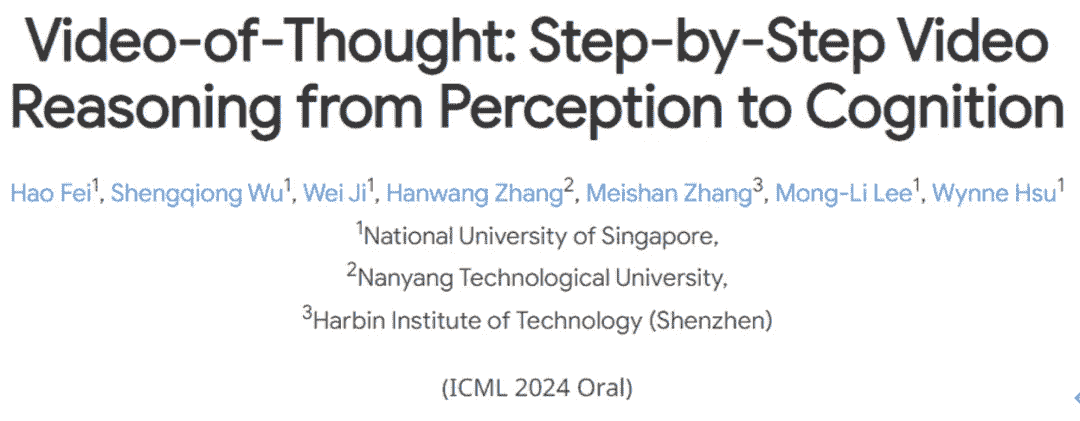 Video-of-Thought: Step-by-Step Video
Reasoning from Perception to Cognition
Hao Fei¹, Shengqiong Wu¹, Wei Ji¹, Hanwang Zhang², Meishan Zhang³, Mong-Li Lee¹, Wynne Hsu¹
¹National University of Singapore,
²Nanyang Technological University,
³Harbin Institute of Technology (Shenzhen)
(ICML 2024 Oral)